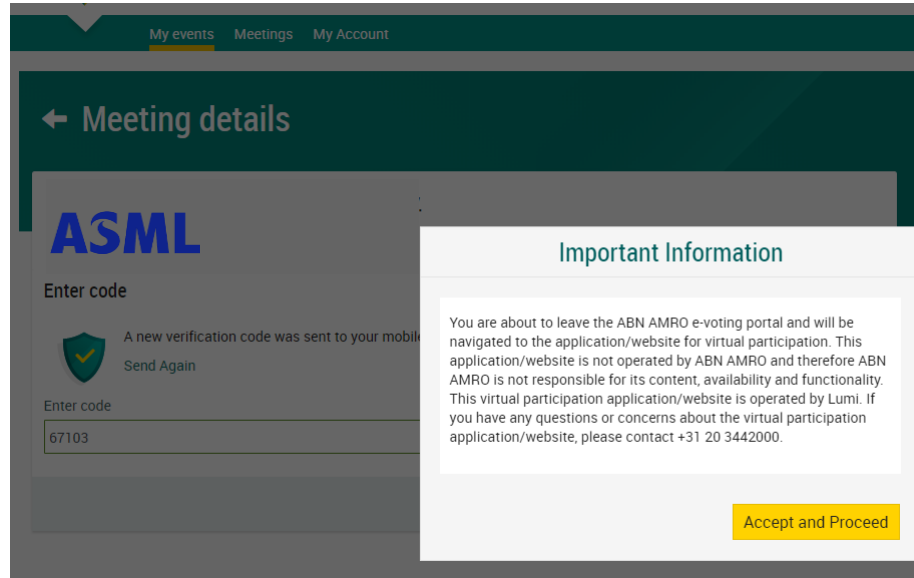 My events Meetings My Account
Meeting details
ASML
Enter code
A new verification code was sent to your mobile
Send Again
Enter code
67103
Important Information
You are about to leave the ABN AMRO e-voting portal and will be
navigated to the application/website for virtual participation. This
application/website is not operated by ABN AMRO and therefore ABN
AMRO is not responsible for its content, availability and functionality.
This virtual participation application/website is operated by Lumi. If
you have any questions or concerns about the virtual participation
application/website, please contact +31 20 3442000.
Accept and Proceed